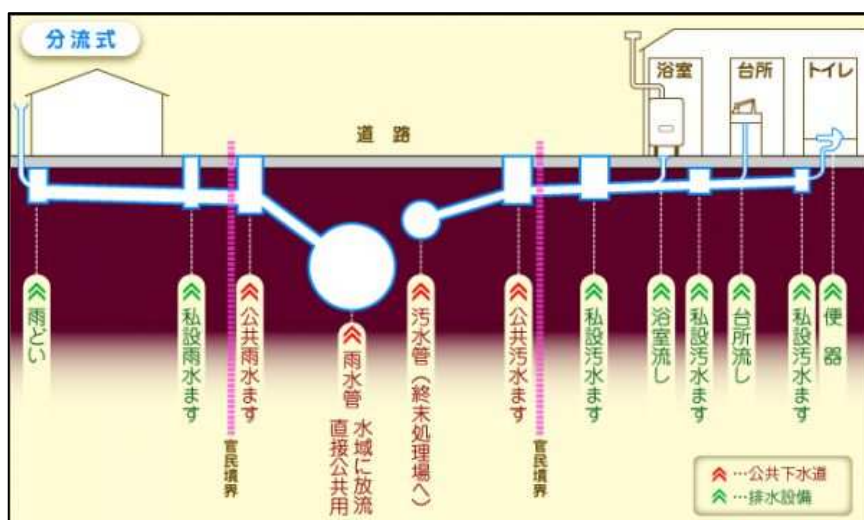 分流式
道路
浴室
台所
トイレ
雨どい
私設雨水ます
官民境界
公共雨水ます
雨水管 直接公共用
水域に放流
汚水管(終末処理場へ)
公共汚水ます
官民境界
私設汚水ます
浴室流し
私設汚水ます
台所流し
私設汚水ます
便器
…公共下水道
…排水設備